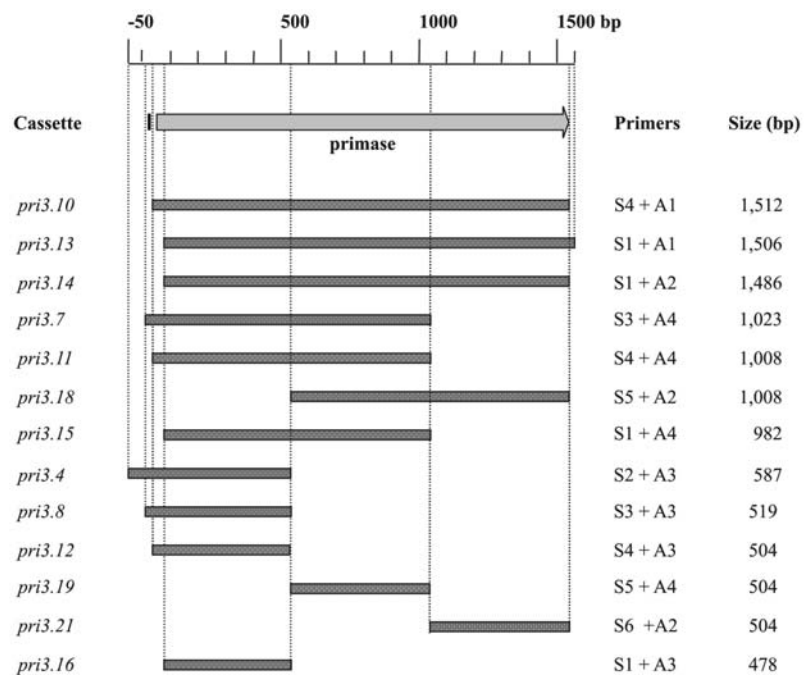 -50 500 1000 1500 bp
Cassette Primers Size (bp)
primase
pri3.10 S4 + A1 1,512
pri3.13 S1 + A1 1,506
pri3.14 S1 + A2 1,486
pri3.7 S3 + A4 1,023
pri3.11 S4 + A4 1,008
pri3.18 S5 + A2 1,008
pri3.15 S1 + A4 982
pri3.4 S2 + A3 587
pri3.8 S3 + A3 519
pri3.12 S4 + A3 504
pri3.19 S5 + A4 504
pri3.21 S6 +A2 504
pri3.16 S1 + A3 478